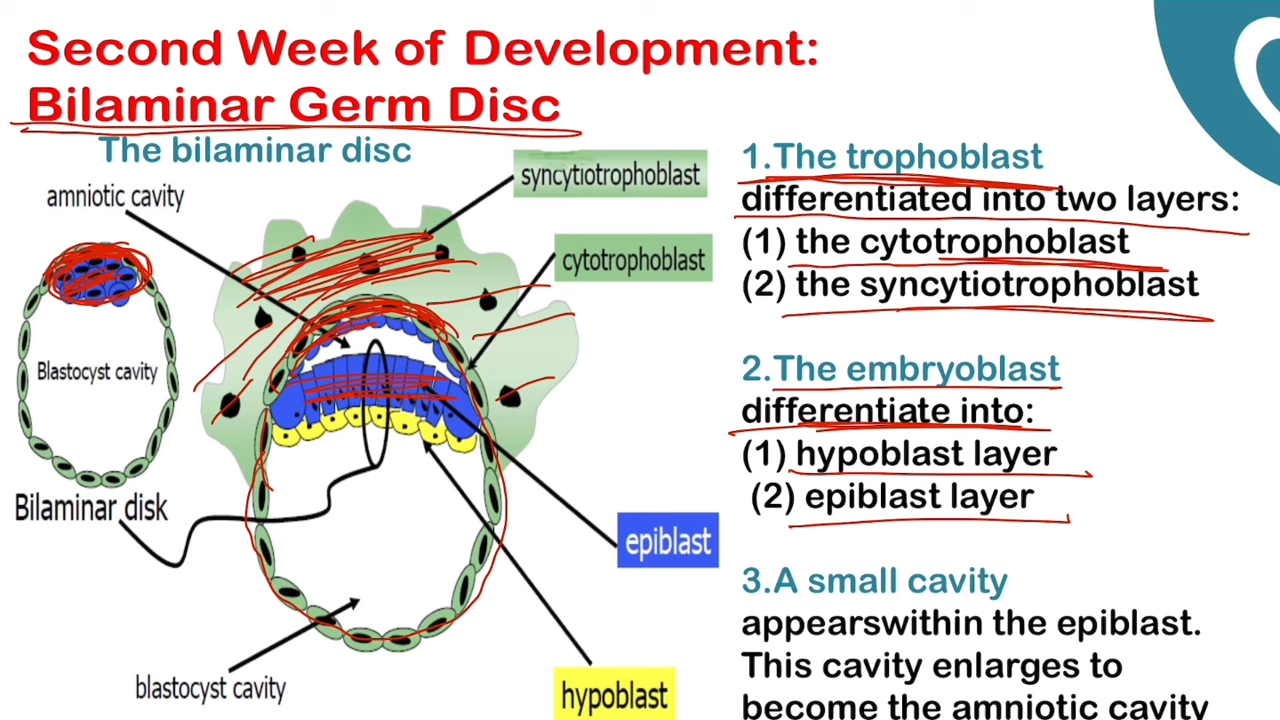 Second Week of Development:
Bilaminar Germ Disc
The bilaminar disc
amniotic cavity
syncytiotrophoblast
cytotrophoblast
Blastocyst cavity
Bilaminar disk
epiblast
blastocyst cavity
hypoblast
1.The trophoblast
differentiated into two layers:
(1) the cytotrophoblast
(2) the syncytiotrophoblast
2.The embryoblast
differentiate into:
(1) hypoblast layer
(2) epiblast layer
3.A small cavity
appearswithin the epiblast.
This cavity enlarges to
become the amniotic cavity